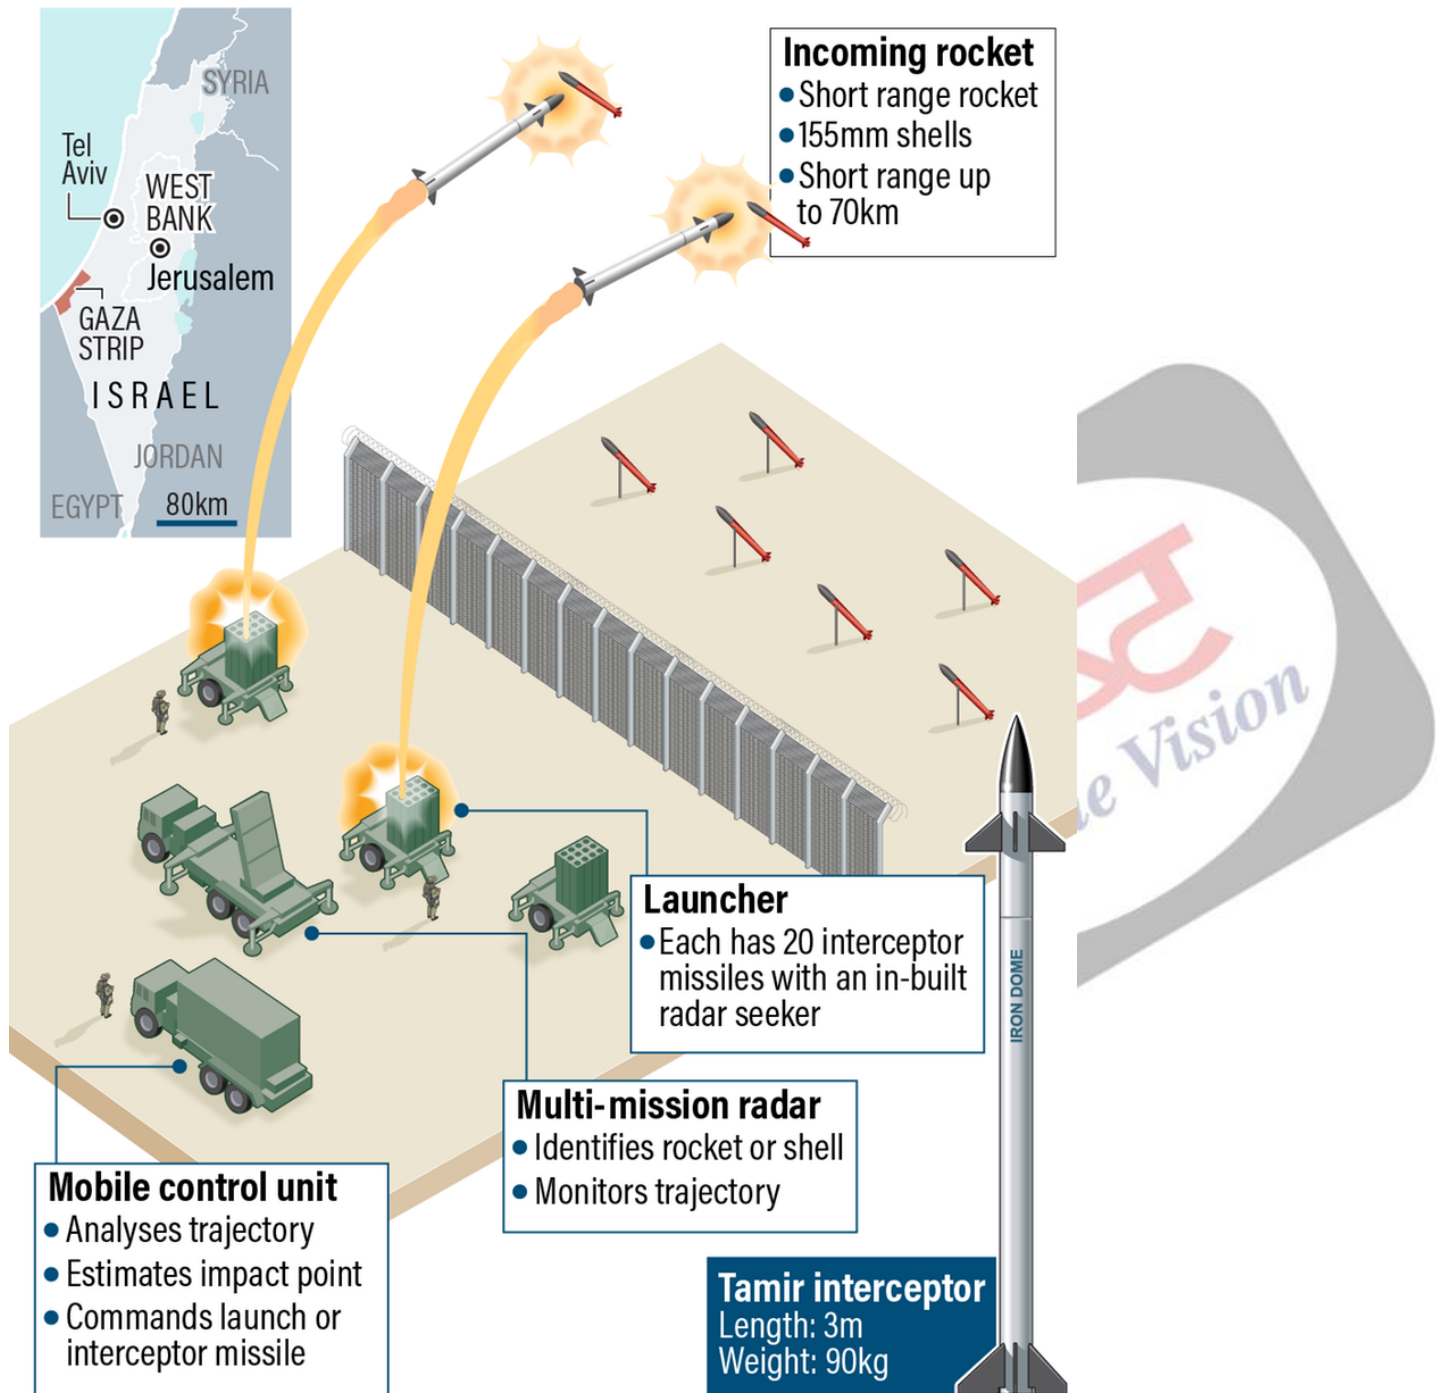 SYRIA
Tel
Aviv
WEST
BANK
Jerusalem
GAZA
STRIP
ISRAEL
JORDAN
EGYPT
80km
Incoming rocket
• Short range rocket
• 155mm shells
• Short range up
to 70km
Launcher
• Each has 20 interceptor
missiles with an in-built
radar seeker
Multi-mission radar
• Identifies rocket or shell
• Monitors trajectory
Mobile control unit
• Analyses trajectory
• Estimates impact point
• Commands launch or
interceptor missile
IRON DOME
Tamir interceptor
Length: 3m
Weight: 90kg
Vision